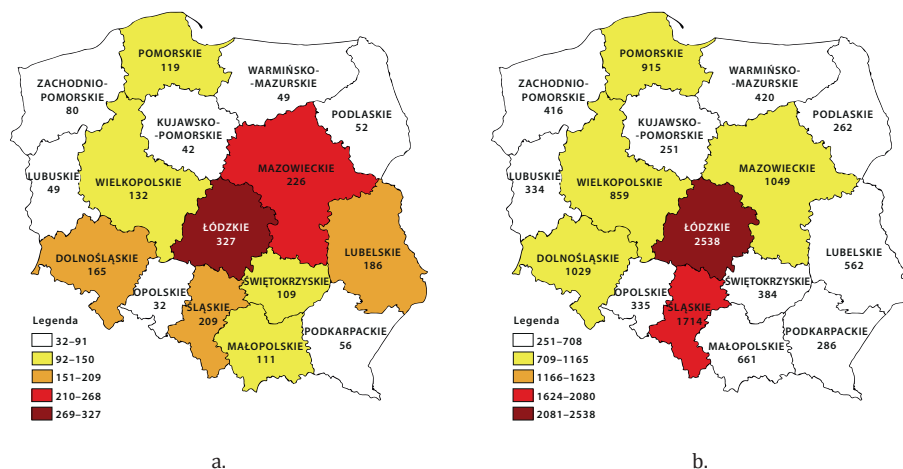 POMORSKIE
119
ZACHODNIO-
-POMORSKIE
80
WARMIŃSKO-
-MAZURSKIE
49
PODLASKIE
52
KUJAWSKO-
-POMORSKIE
42
MAZOWIECKIE
226
LUBUSKIE
49
WIELKOPOLSKIE
132
ŁÓDZKIE
327
LUBELSKIE
186
DOLNOŚLĄSKIE
165
OPOLSKIE
32
ŚLĄSKIE
209
ŚWIĘTOKRZYSKIE
109
MAŁOPOLSKIE
111
PODKARPACKIE
56
Legenda
32–91
92–150
151–209
210–268
269–327
a.
POMORSKIE
915
ZACHODNIO-
-POMORSKIE
416
WARMIŃSKO-
-MAZURSKIE
420
PODLASKIE
262
KUJAWSKO-
-POMORSKIE
251
MAZOWIECKIE
1049
LUBUSKIE
334
WIELKOPOLSKIE
859
ŁÓDZKIE
2538
LUBELSKIE
562
DOLNOŚLĄSKIE
1029
OPOLSKIE
335
ŚLĄSKIE
1714
ŚWIĘTOKRZYSKIE
384
MAŁOPOLSKIE
661
PODKARPACKIE
286
Legenda
251–708
709–1165
1166–1623
1624–2080
2081–2538
b.